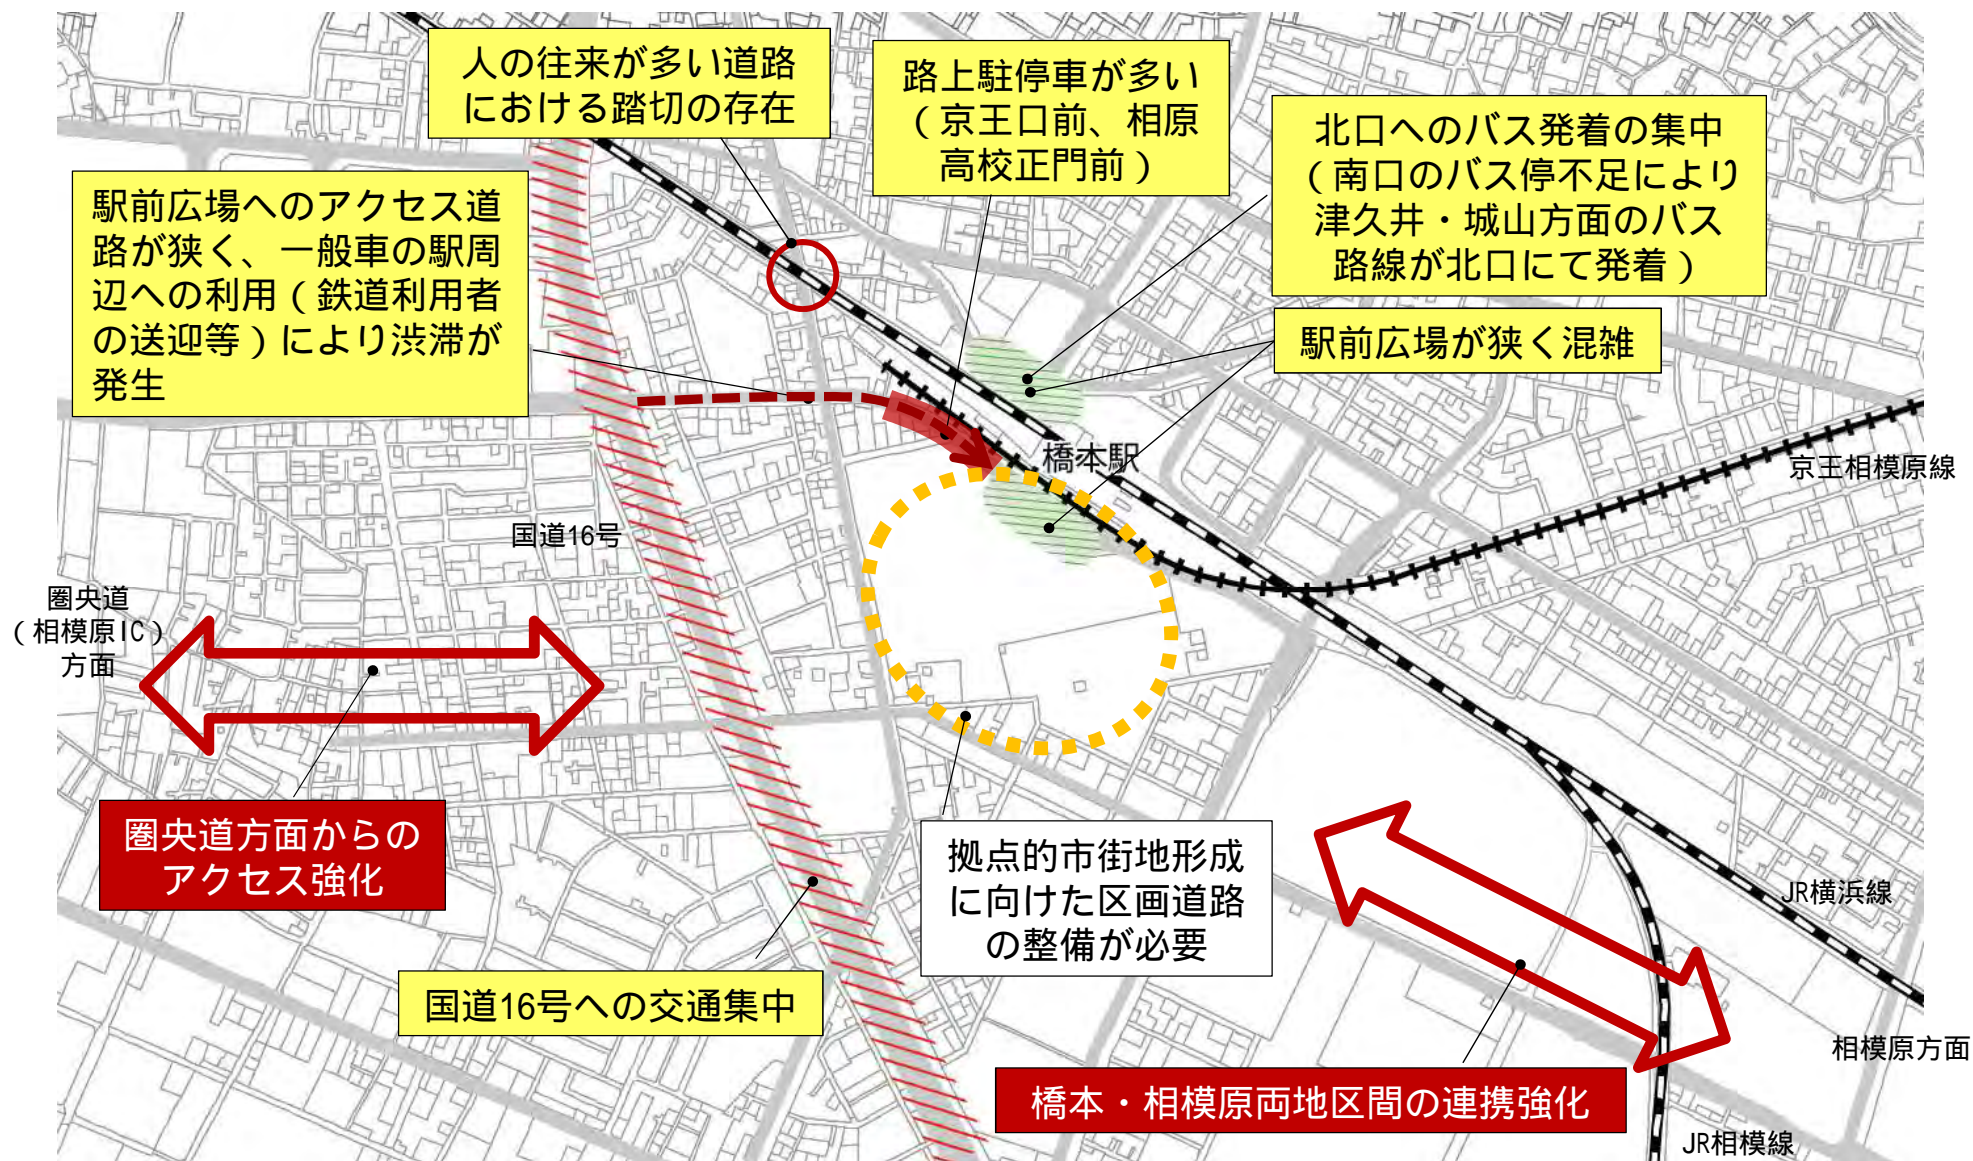 人の往来が多い道路
における踏切の存在
路上駐停車が多い
（京王口前、相原
高校正門前）
北口へのバス発着の集中
（南口のバス停不足により
津久井・城山方面のバス
路線が北口にて発着）
駅前広場へのアクセス道
路が狭く、一般車の駅周
辺への利用（鉄道利用者
の送迎等）により渋滞が
発生
駅前広場が狭く混雑
橋本駅
京王相模原線
国道16号
圏央道
（相模原IC）
方面
圏央道方面からの
アクセス強化
拠点的市街地形成
に向けた区画道路
の整備が必要
JR横浜線
国道16号への交通集中
相模原方面
橋本・相模原両地区間の連携強化
JR相模線